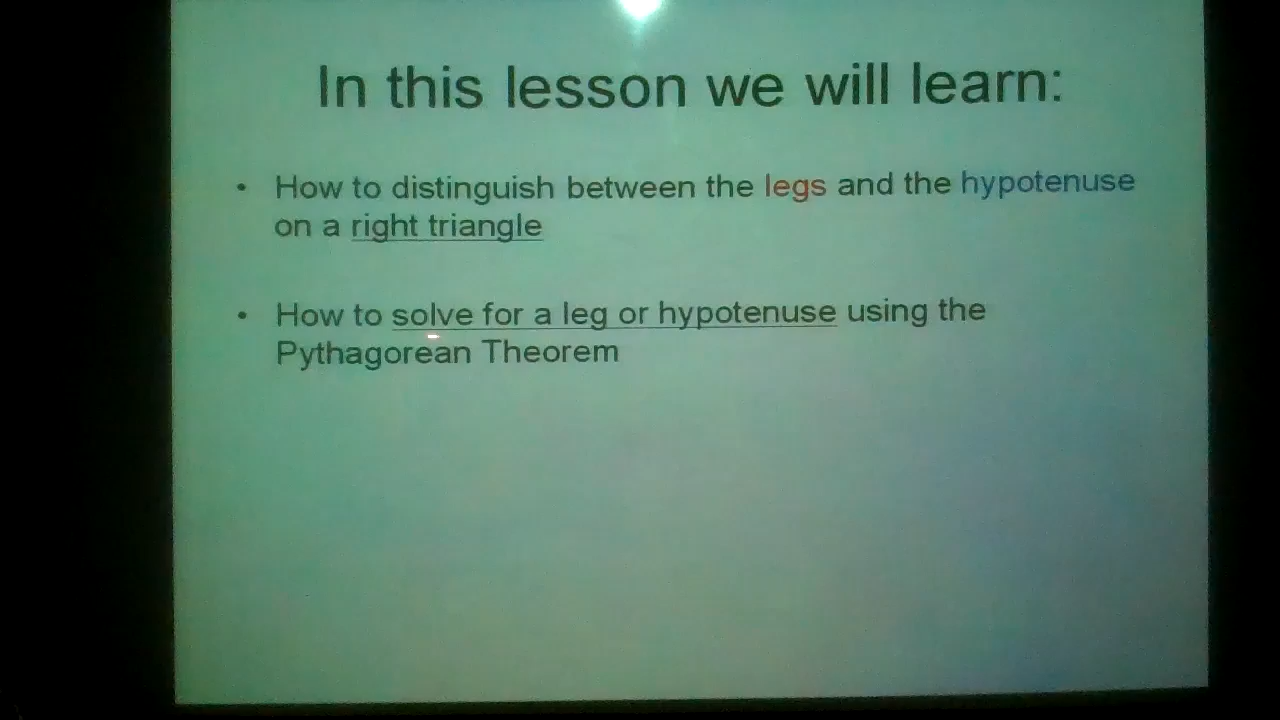 In this lesson we will learn:
• How to distinguish between the legs and the hypotenuse
on a right triangle
• How to solve for a leg or hypotenuse using the
Pythagorean Theorem